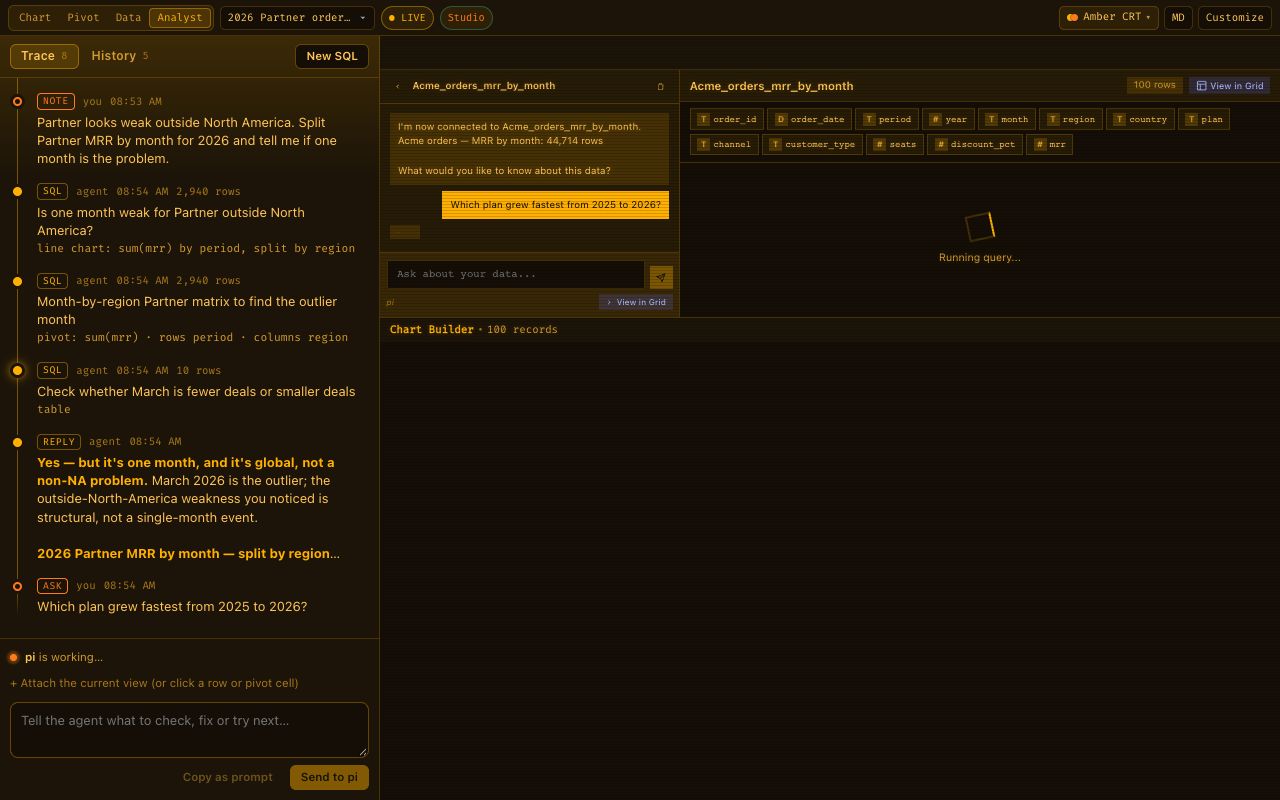 Chart Pivot Data Analyst 2026 Partner order… LIVE Studio Amber CRT MD Customize
Trace 8 History 5 New SQL
NOTE you 08:53 AM
Partner looks weak outside North America. Split
Partner MRR by month for 2026 and tell me if one
month is the problem.
SQL agent 08:54 AM 2,940 rows
Is one month weak for Partner outside North
America?
line chart: sum(mrr) by period, split by region
SQL agent 08:54 AM 2,940 rows
Month-by-region Partner matrix to find the outlier
month
pivot: sum(mrr) · rows period · columns region
SQL agent 08:54 AM 10 rows
Check whether March is fewer deals or smaller deals
table
REPLY agent 08:54 AM
Yes — but it's one month, and it's global, not a
non-NA problem. March 2026 is the outlier; the
outside-North-America weakness you noticed is
structural, not a single-month event.
2026 Partner MRR by month — split by region…
ASK you 08:54 AM
Which plan grew fastest from 2025 to 2026?
pi is working…
+ Attach the current view (or click a row or pivot cell)
Tell the agent what to check, fix or try next…
Copy as prompt Send to pi
‹ Acme_orders_mrr_by_month
I'm now connected to Acme_orders_mrr_by_month.
Acme orders — MRR by month: 44,714 rows
What would you like to know about this data?
Which plan grew fastest from 2025 to 2026?
Ask about your data...
pi › View in Grid
Acme_orders_mrr_by_month 100 rows View in Grid
T order_id D order_date T period # year T month T region T country T plan
T channel T customer_type # seats # discount_pct # mrr
Running query...
Chart Builder · 100 records